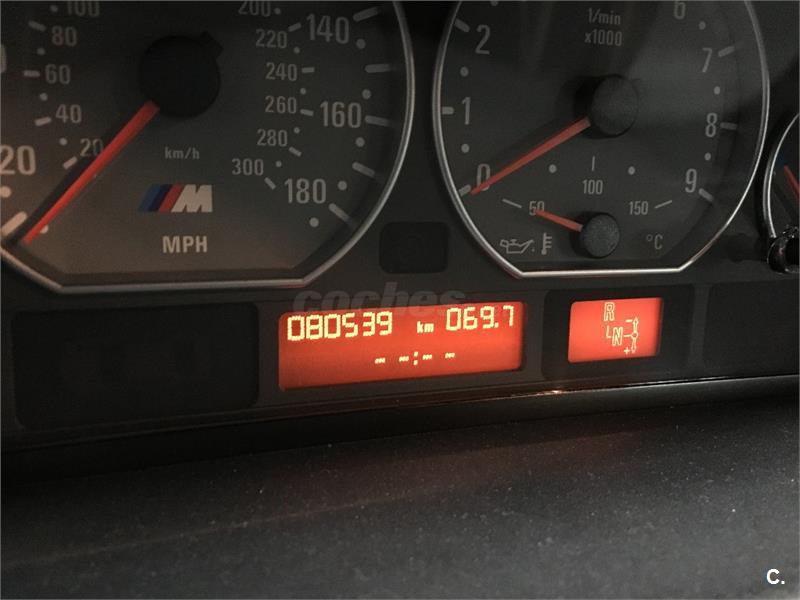 100 200 140
80 220
60 240
40 260 160
20 280
20 300 180
km/h
M
MPH
1/min
x1000
0 1 2 6 7 8 9
50 100 150
°C
coches
080539 km 069.7
-- -:- --
R
N
- +
C.